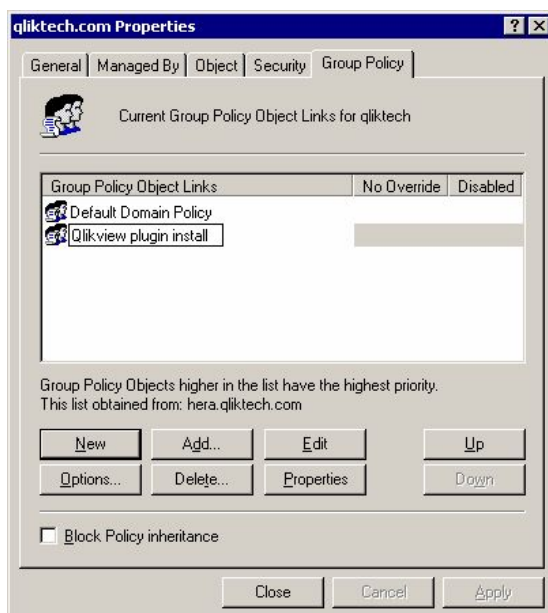 qliktech.com Properties
General Managed By Object Security Group Policy
Current Group Policy Object Links for qliktech
Group Policy Object Links No Override Disabled
Default Domain Policy
Qlikview plugin install
Group Policy Objects higher in the list have the highest priority.
This list obtained from: hera.qliktech.com
New Add... Edit Up
Options... Delete... Properties Down
Block Policy inheritance
Close Cancel Apply